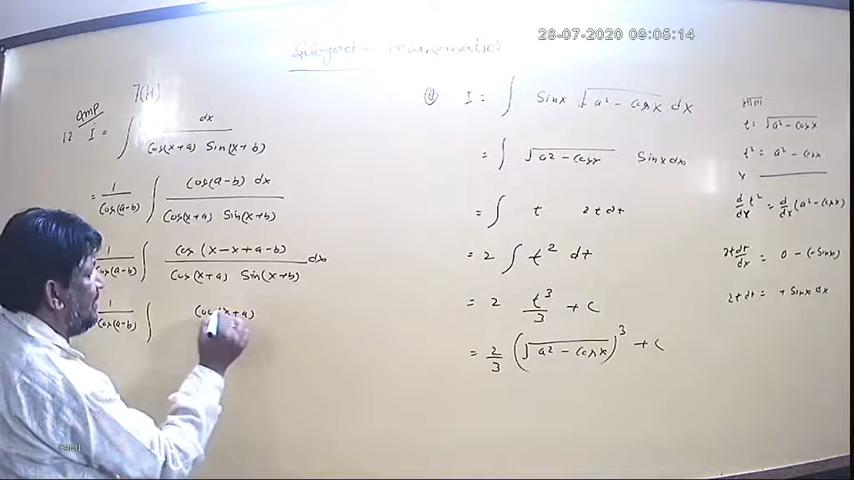 28-07-2020 09:05:14
Subject - Mathematics
7(H)
Imp
12 I = ∫ dx / Cos(x+a) Sin(x+b)
= 1/Cos(a-b) ∫ Cos(a-b) dx / Cos(x+a) Sin(x+b)
1/Cos(a-b) ∫ Cos (x-x+a-b) / Cos(x+a) Sin(x+b) dx
1/Cos(a-b) ∫ Cos(x+a)
I = ∫ Sinx √a² - Cosx dx
= ∫ √a² - Cosx Sinx dx
= ∫ t 2t dt
= 2 ∫ t² dt
= 2 t³/3 + C
= 2/3 (√a² - Cosx)³ + C
माना
t = √a² - Cosx
t² = a² - Cosx
d/dx t² = d/dx (a² - Cosx)
2t dt/dx = 0 - (-Sinx)
2t dt = + Sinx dx